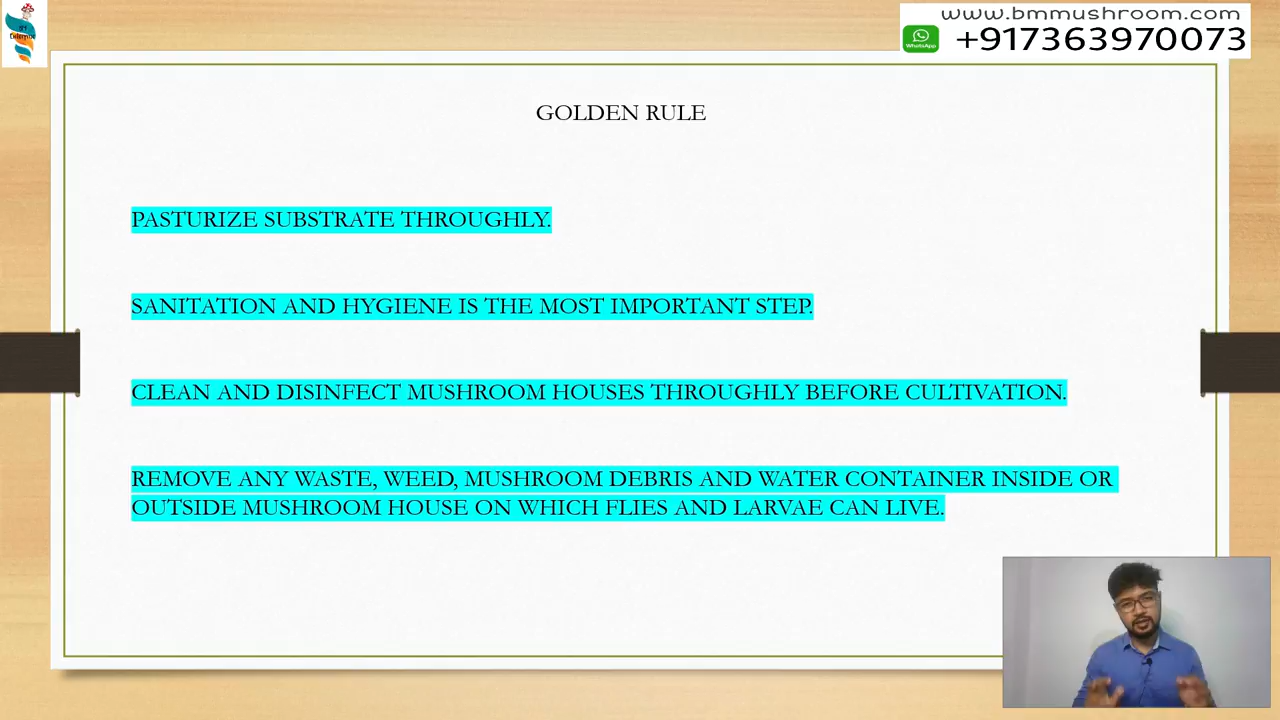 www.bmmushroom.com
WhatsApp
+917363970073
GOLDEN RULE
PASTURIZE SUBSTRATE THROUGHLY.
SANITATION AND HYGIENE IS THE MOST IMPORTANT STEP.
CLEAN AND DISINFECT MUSHROOM HOUSES THROUGHLY BEFORE CULTIVATION.
REMOVE ANY WASTE, WEED, MUSHROOM DEBRIS AND WATER CONTAINER INSIDE OR
OUTSIDE MUSHROOM HOUSE ON WHICH FLIES AND LARVAE CAN LIVE.